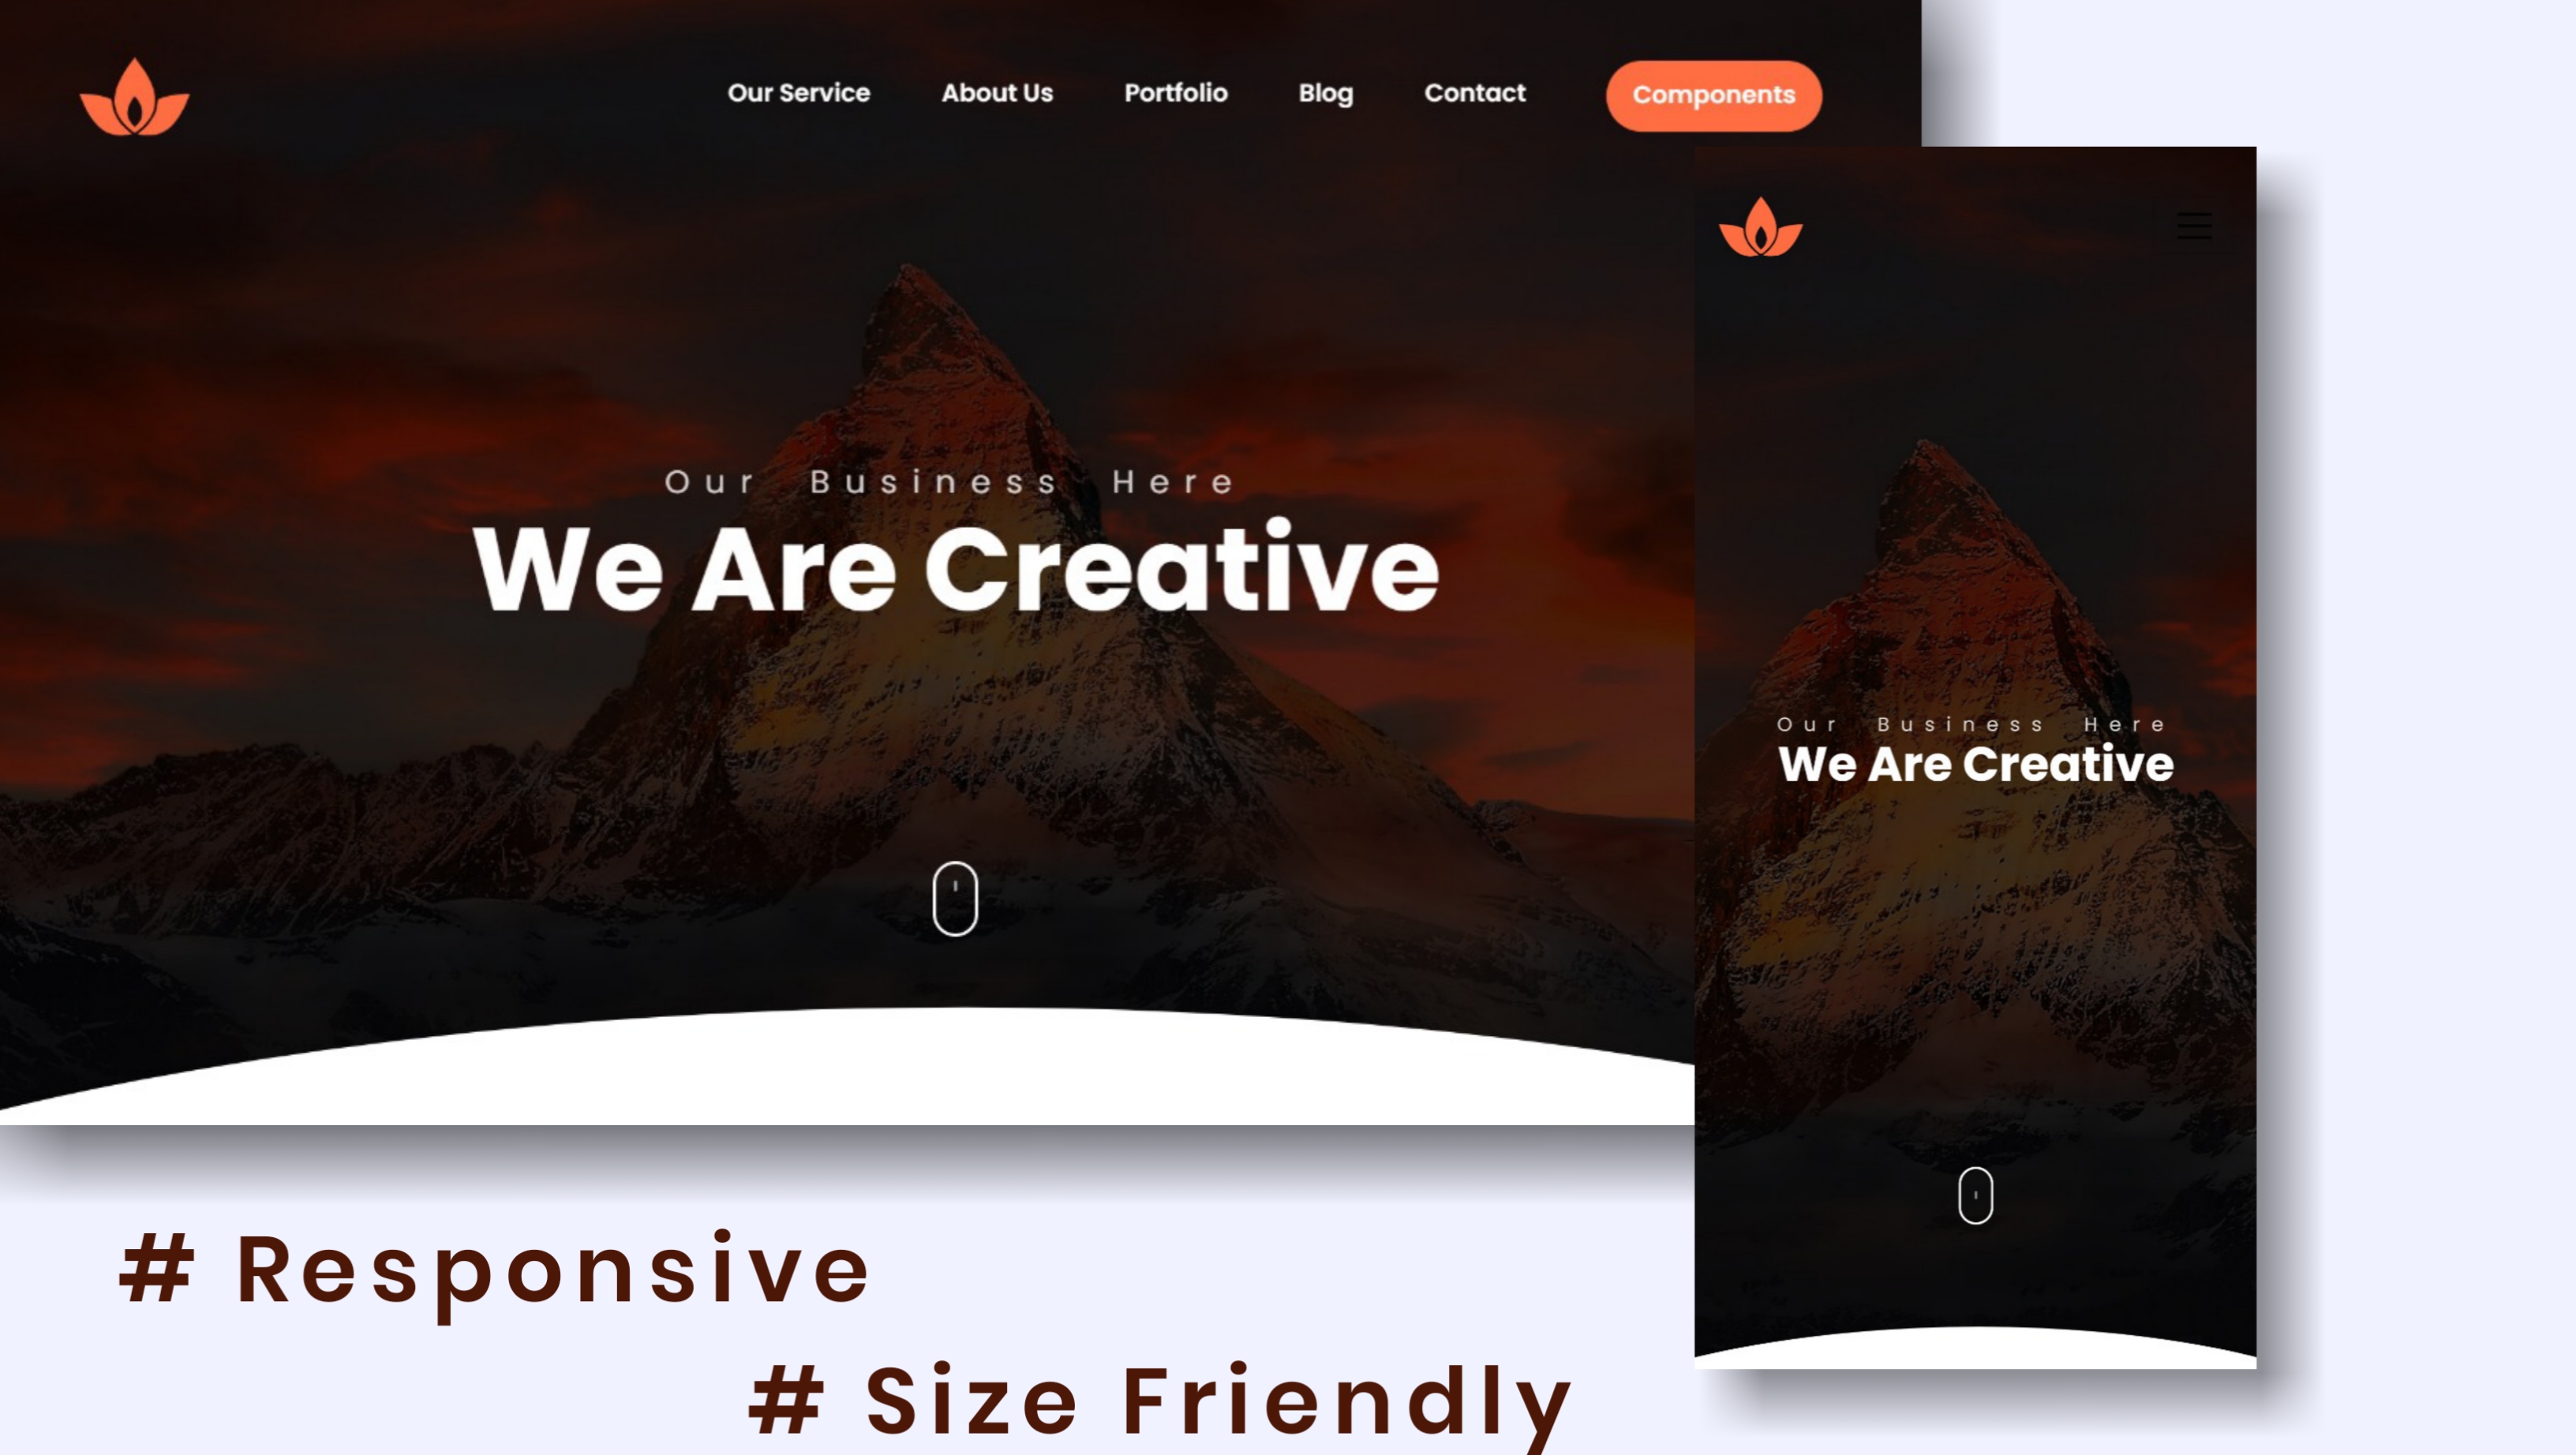 Our Service About Us Portfolio Blog Contact Components
Our Business Here
We Are Creative
Our Business Here
We Are Creative
# Responsive
# Size Friendly